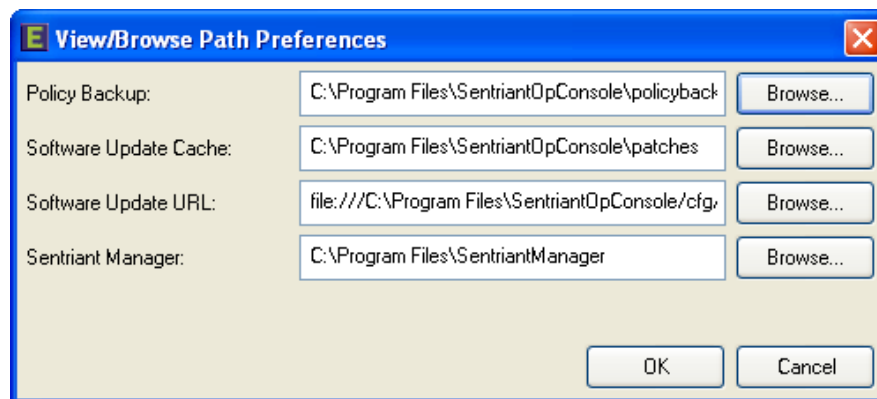 E View/Browse Path Preferences
Policy Backup: C:\Program Files\SentriantOpConsole\policyback Browse...
Software Update Cache: C:\Program Files\SentriantOpConsole\patches Browse...
Software Update URL: file:///C:\Program Files\SentriantOpConsole/cfg/ Browse...
Sentriant Manager: C:\Program Files\SentriantManager Browse...
OK Cancel